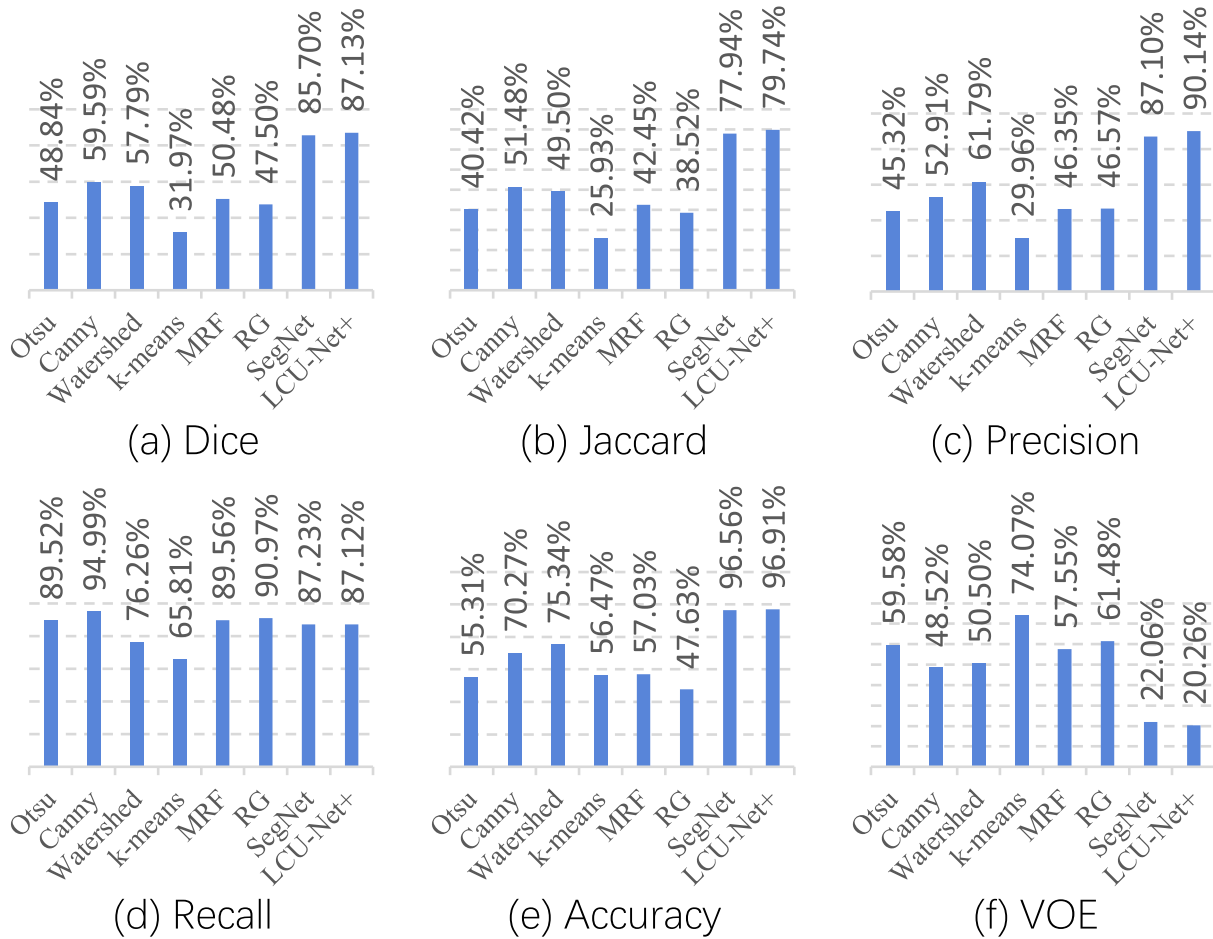 48.84%
59.59%
57.79%
31.97%
50.48%
47.50%
85.70%
87.13%
Otsu
Canny
Watershed
k-means
MRF
RG
SegNet
LCU-Net+
(a) Dice
40.42%
51.48%
49.50%
25.93%
42.45%
38.52%
77.94%
79.74%
Otsu
Canny
Watershed
k-means
MRF
RG
SegNet
LCU-Net+
(b) Jaccard
45.32%
52.91%
61.79%
29.96%
46.35%
46.57%
87.10%
90.14%
Otsu
Canny
Watershed
k-means
MRF
RG
SegNet
LCU-Net+
(c) Precision
89.52%
94.99%
76.26%
65.81%
89.56%
90.97%
87.23%
87.12%
Otsu
Canny
Watershed
k-means
MRF
RG
SegNet
LCU-Net+
(d) Recall
55.31%
70.27%
75.34%
56.47%
57.03%
47.63%
96.56%
96.91%
Otsu
Canny
Watershed
k-means
MRF
RG
SegNet
LCU-Net+
(e) Accuracy
59.58%
48.52%
50.50%
74.07%
57.55%
61.48%
22.06%
20.26%
Otsu
Canny
Watershed
k-means
MRF
RG
SegNet
LCU-Net+
(f) VOE